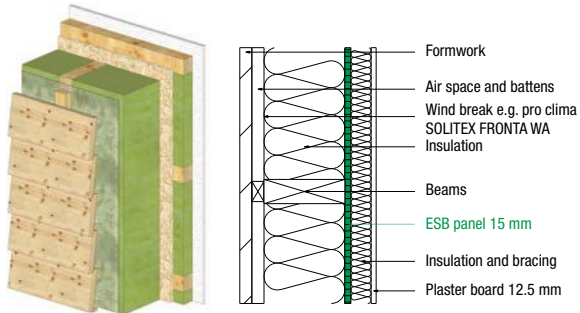 Formwork
Air space and battens
Wind break e.g. pro clima
SOLITEX FRONTA WA
Insulation
Beams
ESB panel 15 mm
Insulation and bracing
Plaster board 12.5 mm